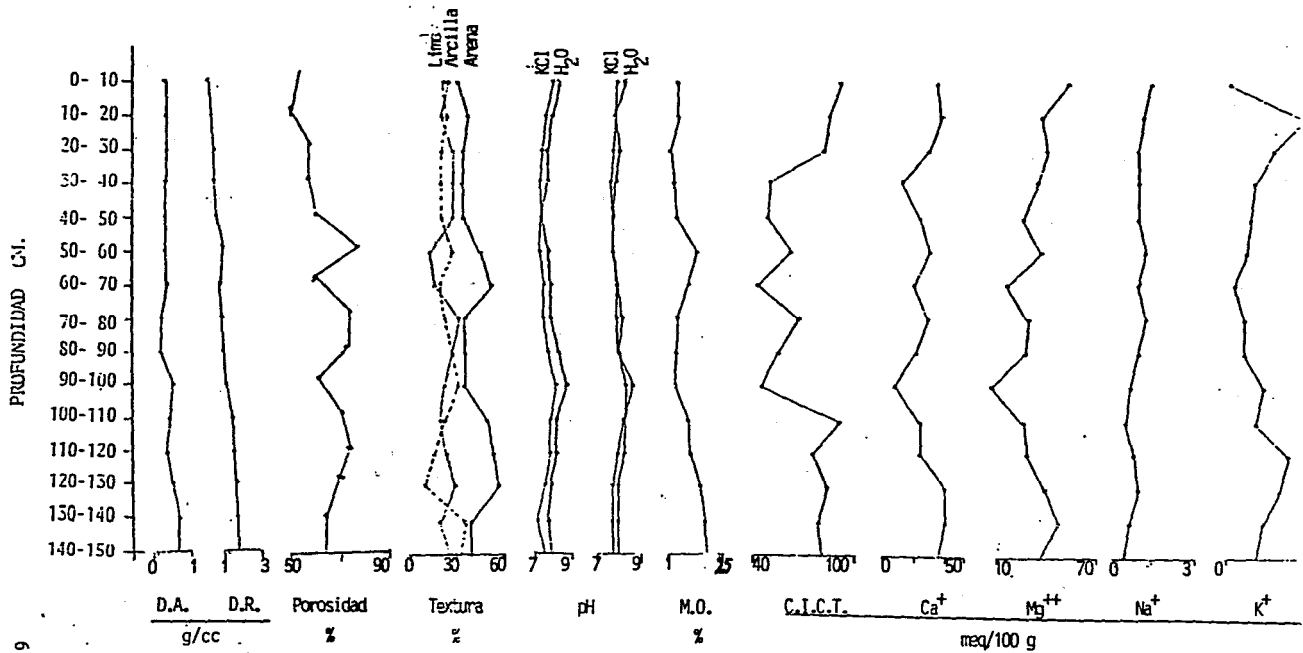 Limo
Arcilla
Arena
KCl
H2O
KCl
H2O
PROFUNDIDAD CM.
0- 10
10- 20
20- 30
30- 40
40- 50
50- 60
60- 70
70- 80
80- 90
90-100
100-110
110-120
120-130
130-140
140-150
0 1
1 3
50 90
0 30 60
7 9
7 9
1 25
40 100
0 50
10 70
0 3
0
D.A. D.R. Porosidad Textura pH M.O. C.I.C.T. Ca+ Mg++ Na+ K+
g/cc % % % meq/100 g
9